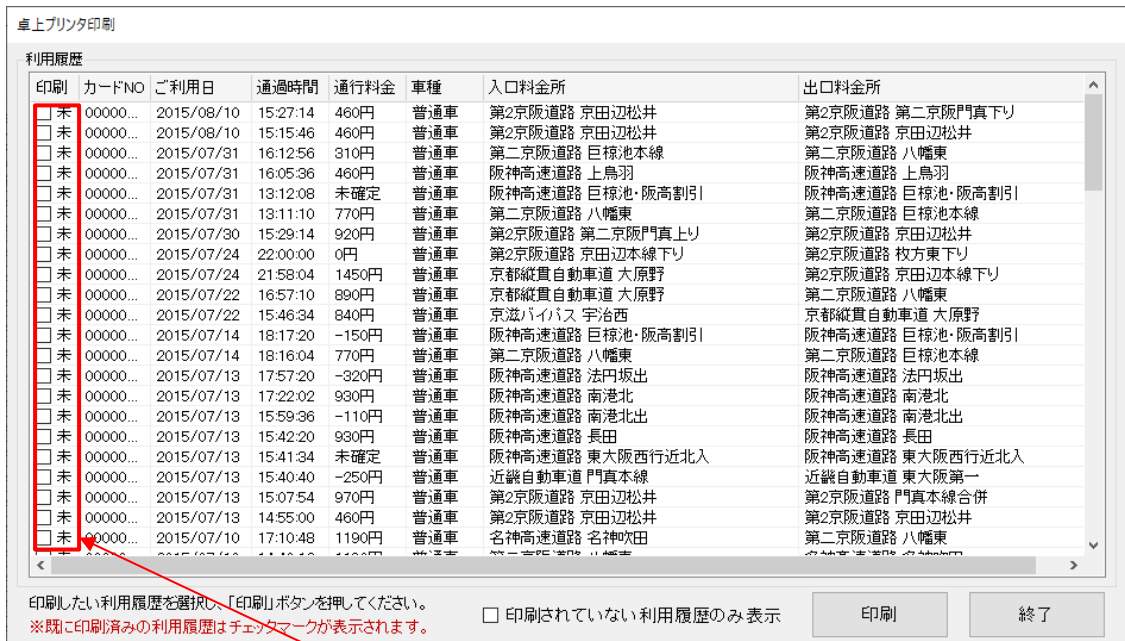 卓上プリンタ印刷
利用履歴
印刷 カードNO ご利用日 通過時間 通行料金 車種 入口料金所 出口料金所
未 00000... 2015/08/10 15:27:14 460円 普通車 第2京阪道路 京田辺松井 第2京阪道路 第二京阪門真下り
未 00000... 2015/08/10 15:15:46 460円 普通車 第2京阪道路 京田辺松井 第2京阪道路 京田辺松井
未 00000... 2015/07/31 16:12:56 310円 普通車 第二京阪道路 巨椋池本線 第二京阪道路 八幡東
未 00000... 2015/07/31 16:05:36 460円 普通車 阪神高速道路 上鳥羽 阪神高速道路 上鳥羽
未 00000... 2015/07/31 13:12:08 未確定 普通車 阪神高速道路 巨椋池・阪高割引 阪神高速道路 巨椋池・阪高割引
未 00000... 2015/07/31 13:11:10 770円 普通車 第二京阪道路 八幡東 第二京阪道路 巨椋池本線
未 00000... 2015/07/30 15:29:14 920円 普通車 第2京阪道路 第二京阪門真上り 第2京阪道路 京田辺松井
未 00000... 2015/07/24 22:00:00 0円 普通車 第2京阪道路 京田辺本線下り 第2京阪道路 枚方東下り
未 00000... 2015/07/24 21:58:04 1450円 普通車 京都縦貫自動車道 大原野 第2京阪道路 京田辺本線下り
未 00000... 2015/07/22 16:57:10 890円 普通車 京都縦貫自動車道 大原野 第二京阪道路 八幡東
未 00000... 2015/07/22 15:46:34 840円 普通車 京滋バイパス 宇治西 京都縦貫自動車道 大原野
未 00000... 2015/07/14 18:17:20 -150円 普通車 阪神高速道路 巨椋池・阪高割引 阪神高速道路 巨椋池・阪高割引
未 00000... 2015/07/14 18:16:04 770円 普通車 第二京阪道路 八幡東 第二京阪道路 巨椋池本線
未 00000... 2015/07/13 17:57:20 -320円 普通車 阪神高速道路 法円坂出 阪神高速道路 法円坂出
未 00000... 2015/07/13 17:22:02 930円 普通車 阪神高速道路 南港北 阪神高速道路 南港北
未 00000... 2015/07/13 15:59:36 -110円 普通車 阪神高速道路 南港北出 阪神高速道路 南港北出
未 00000... 2015/07/13 15:42:20 930円 普通車 阪神高速道路 長田 阪神高速道路 長田
未 00000... 2015/07/13 15:41:34 未確定 普通車 阪神高速道路 東大阪西行近北入 阪神高速道路 東大阪西行近北入
未 00000... 2015/07/13 15:40:40 -250円 普通車 近畿自動車道 門真本線 近畿自動車道 東大阪第一
未 00000... 2015/07/13 15:07:54 970円 普通車 第2京阪道路 京田辺松井 第2京阪道路 門真本線合併
未 00000... 2015/07/13 14:55:00 460円 普通車 第2京阪道路 京田辺松井 第2京阪道路 京田辺松井
未 00000... 2015/07/10 17:10:48 1190円 普通車 名神高速道路 名神吹田 第二京阪道路 八幡東
印刷したい利用履歴を選択し、「印刷」ボタンを押してください。
※既に印刷済みの利用履歴はチェックマークが表示されます。
印刷されていない利用履歴のみ表示 印刷 終了